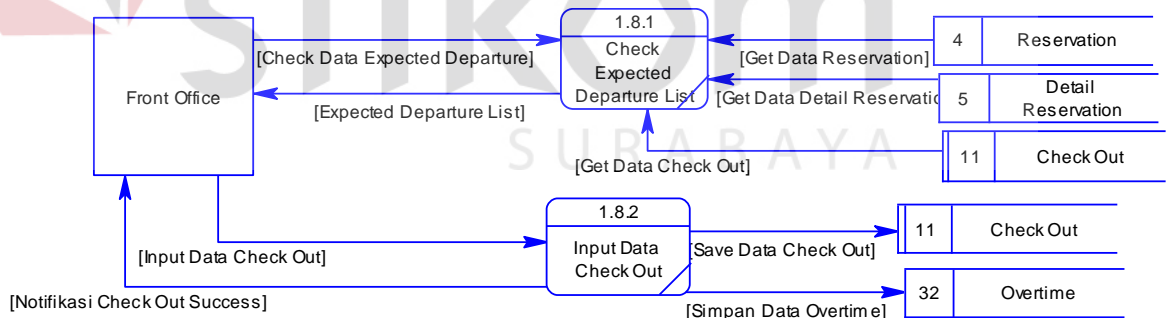 stikom
SURABAYA
Front Office
[Check Data Expected Departure]
[Expected Departure List]
1.8.1
Check
Expected
Departure List
[Get Data Reservation]
4 Reservation
[Get Data Detail Reservatio
5 Detail
Reservation
[Get Data Check Out]
11 Check Out
[Input Data Check Out]
[Notifikasi Check Out Success]
1.8.2
Input Data
Check Out
[Save Data Check Out]
11 Check Out
[Simpan Data Overtime]
32 Overtime